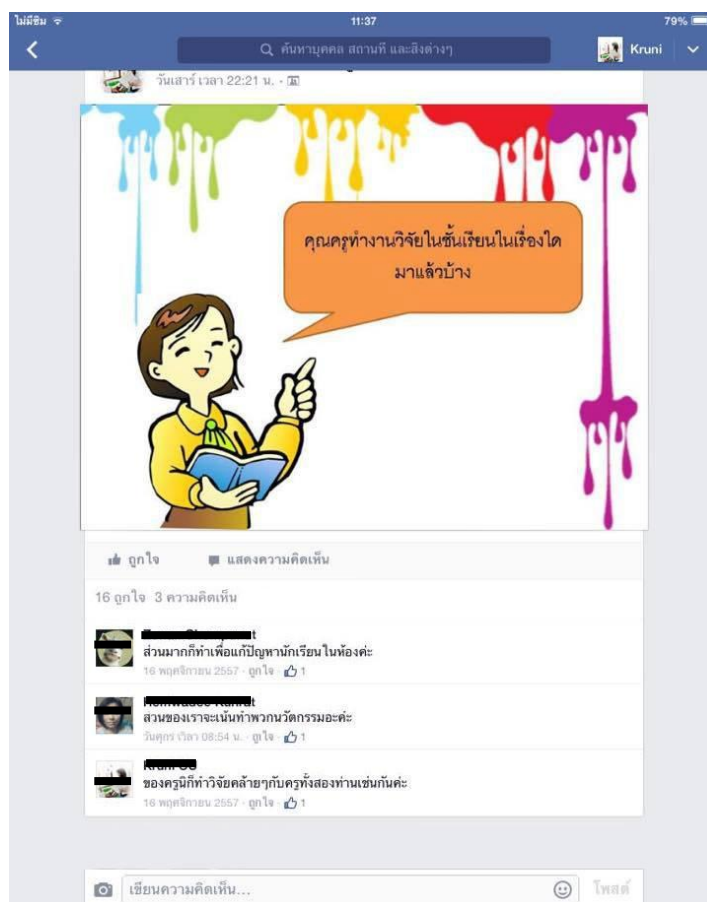 ไม่มีซิม 11:37 79%
ค้นหาบุคคล สถานที่ และสิ่งต่างๆ Kruni
วันเสาร์ เวลา 22:21 น. ·
คุณครูทำงานวิจัยในชั้นเรียนในเรื่องใด
มาแล้วบ้าง
ถูกใจ แสดงความคิดเห็น
16 ถูกใจ 3 ความคิดเห็น
ส่วนมากก็ทำเพื่อแก้ปัญหานักเรียนในห้องค่ะ
16 พฤศจิกายน 2557 · ถูกใจ · 1
สวนของเราจะเน้นทำพวกนวัตกรรมอะค่ะ
วันศุกร์ เวลา 08:54 น. · ถูกใจ · 1
ของครูนิก็ทำวิจัยคล้ายๆกับครูทั้งสองท่านเช่นกันค่ะ
16 พฤศจิกายน 2557 · ถูกใจ · 1
เขียนความคิดเห็น... โพสต์